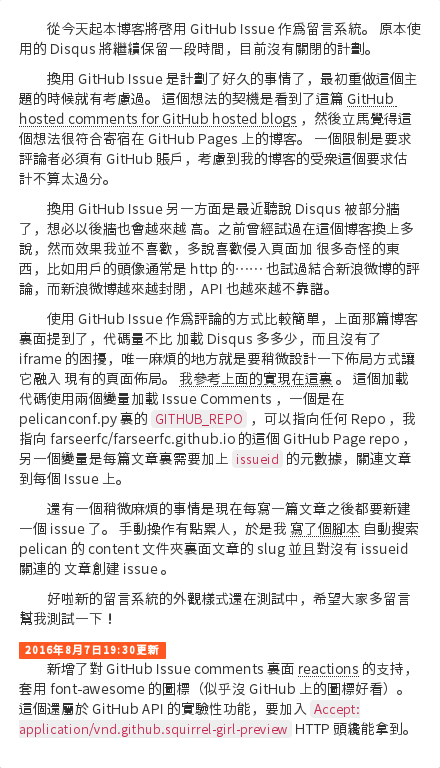 從今天起本博客將啓用 GitHub Issue 作爲留言系統。 原本使
用的 Disqus 將繼續保留一段時間，目前沒有關閉的計劃。
換用 GitHub Issue 是計劃了好久的事情了，最初重做這個主
題的時候就有考慮過。 這個想法的契機是看到了這篇 GitHub
hosted comments for GitHub hosted blogs ，然後立馬覺得這
個想法很符合寄宿在 GitHub Pages 上的博客。 一個限制是要求
評論者必須有 GitHub 賬戶，考慮到我的博客的受衆這個要求估
計不算太過分。
換用 GitHub Issue 另一方面是最近聽說 Disqus 被部分牆
了，想必以後牆也會越來越 高。之前曾經試過在這個博客換上多
說，然而效果我並不喜歡，多說喜歡侵入頁面加 很多奇怪的東
西，比如用戶的頭像通常是 http 的…… 也試過結合新浪微博的評
論，而新浪微博越來越封閉，API 也越來越不靠譜。
使用 GitHub Issue 作爲評論的方式比較簡單，上面那篇博客
裏面提到了，代碼量不比 加載 Disqus 多多少，而且沒有了
iframe 的困擾，唯一麻煩的地方就是要稍微設計一下佈局方式讓
它融入 現有的頁面佈局。 我參考上面的實現在這裏 。 這個加載
代碼使用兩個變量加載 Issue Comments ，一個是在
pelicanconf.py 裏的 GITHUB_REPO ，可以指向任何 Repo ，我
指向 farseerfc/farseerfc.github.io 的這個 GitHub Page repo ，
另一個變量是每篇文章裏需要加上 issueid 的元數據，關連文章
到每個 Issue 上。
還有一個稍微麻煩的事情是現在每寫一篇文章之後都要新建
一個 issue 了。 手動操作有點累人，於是我 寫了個腳本 自動搜索
pelican 的 content 文件夾裏面文章的 slug 並且對沒有 issueid
關連的 文章創建 issue 。
好啦新的留言系統的外觀樣式還在測試中，希望大家多留言
幫我測試一下！
2016年8月7日19:30更新
新增了對 GitHub Issue comments 裏面 reactions 的支持，
套用 font-awesome 的圖標（似乎沒 GitHub 上的圖標好看）。
這個還屬於 GitHub API 的實驗性功能，要加入 Accept:
application/vnd.github.squirrel-girl-preview HTTP 頭纔能拿到。